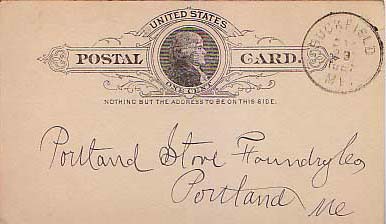 UNITED STATES
POSTAL CARD.
ONE CENT
NOTHING BUT THE ADDRESS TO BE ON THIS SIDE.
BUCKFIELD
29
ME.
Portland Stove Foundry Co
Portland
Me